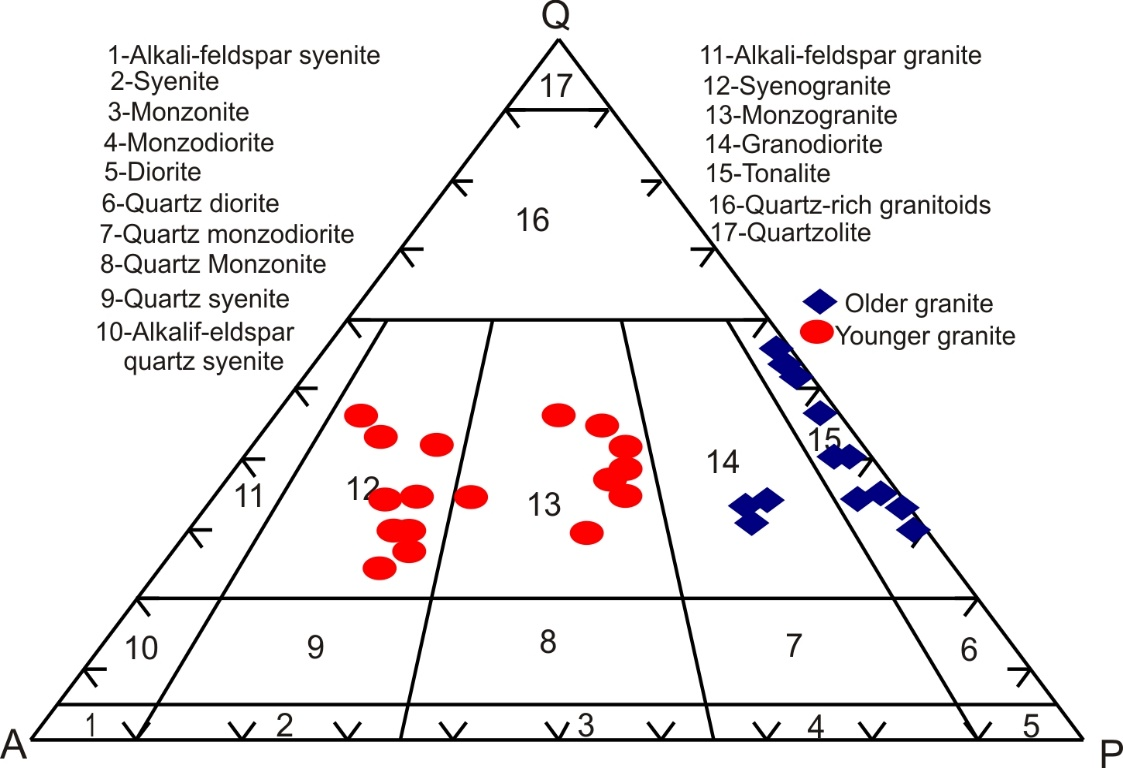 Q
1-Alkali-feldspar syenite
2-Syenite
3-Monzonite
4-Monzodiorite
5-Diorite
6-Quartz diorite
7-Quartz monzodiorite
8-Quartz Monzonite
9-Quartz syenite
10-Alkalif-eldspar
quartz syenite
11-Alkali-feldspar granite
12-Syenogranite
13-Monzogranite
14-Granodiorite
15-Tonalite
16-Quartz-rich granitoids
17-Quartzolite
Older granite
Younger granite
17
16
15
14
13
12
11
10
9
8
7
6
1
2
3
4
5
A
P